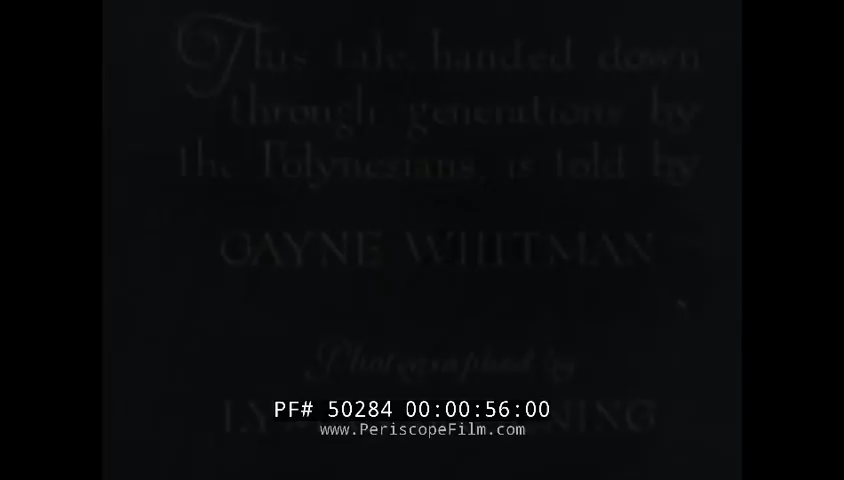 This tale, handed down
through generations by
the Polynesians, is told by
GAYNE WHITMAN
Photographed by
PF# 50284 00:00:56:00
www.PeriscopeFilm.com